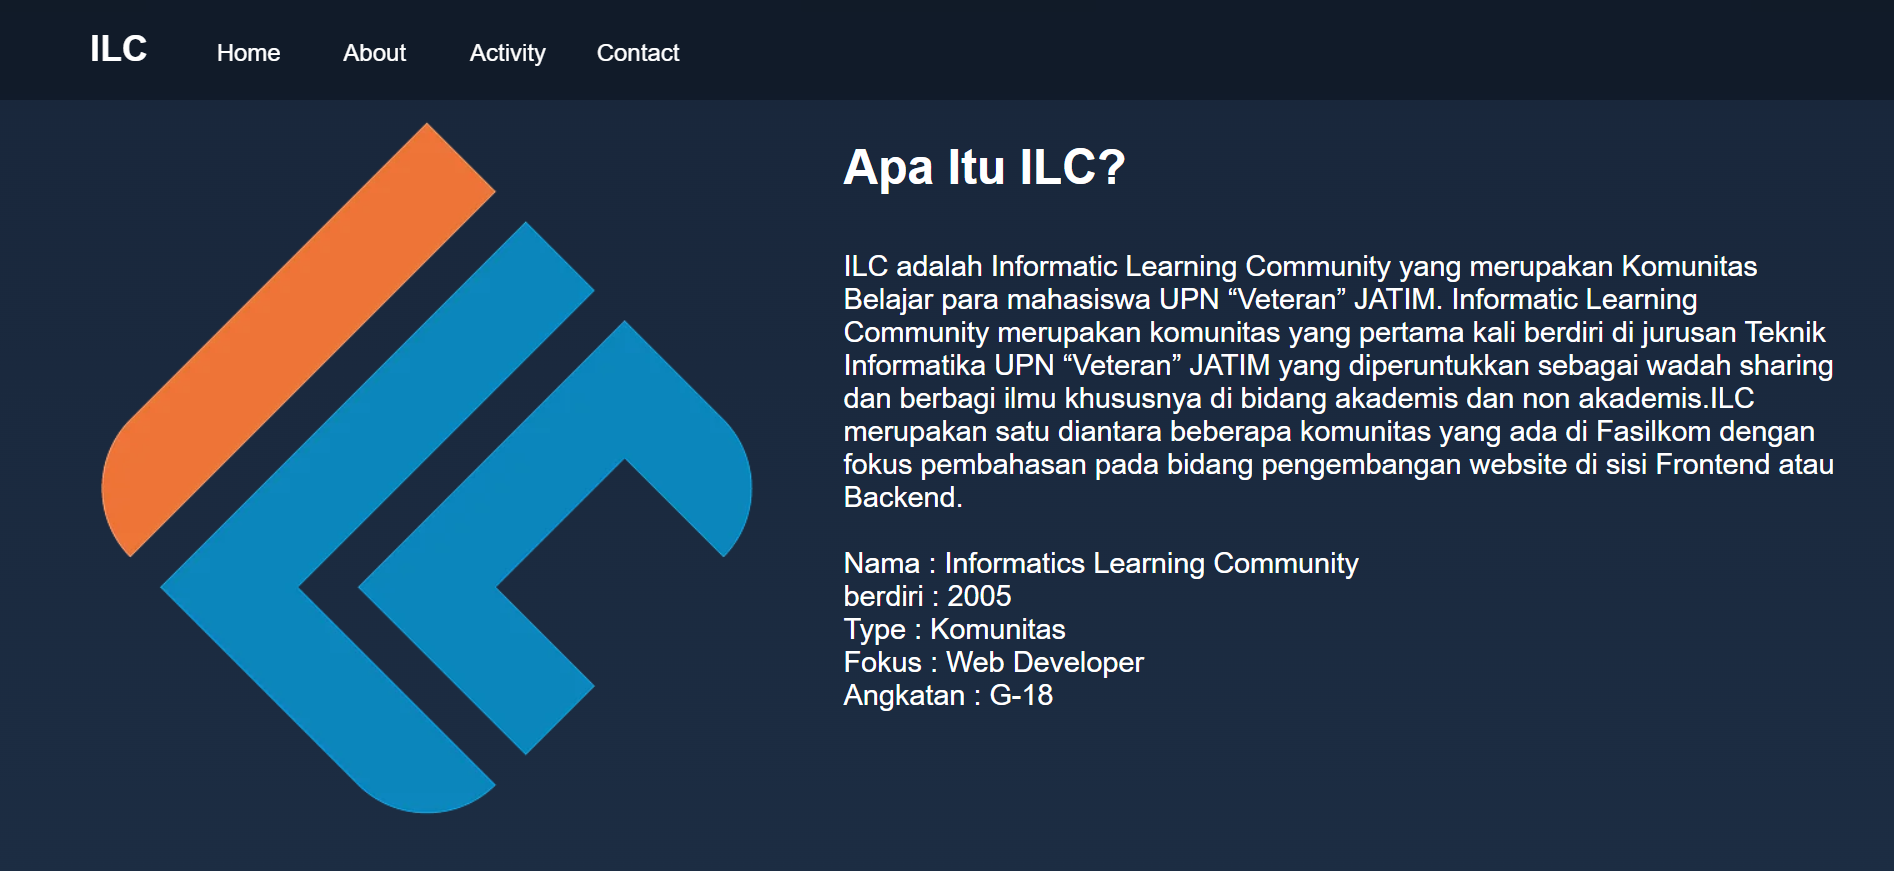 ILC Home About Activity Contact
Apa Itu ILC?
ILC adalah Informatic Learning Community yang merupakan Komunitas
Belajar para mahasiswa UPN “Veteran” JATIM. Informatic Learning
Community merupakan komunitas yang pertama kali berdiri di jurusan Teknik
Informatika UPN “Veteran” JATIM yang diperuntukkan sebagai wadah sharing
dan berbagi ilmu khususnya di bidang akademis dan non akademis.ILC
merupakan satu diantara beberapa komunitas yang ada di Fasilkom dengan
fokus pembahasan pada bidang pengembangan website di sisi Frontend atau
Backend.
Nama : Informatics Learning Community
berdiri : 2005
Type : Komunitas
Fokus : Web Developer
Angkatan : G-18